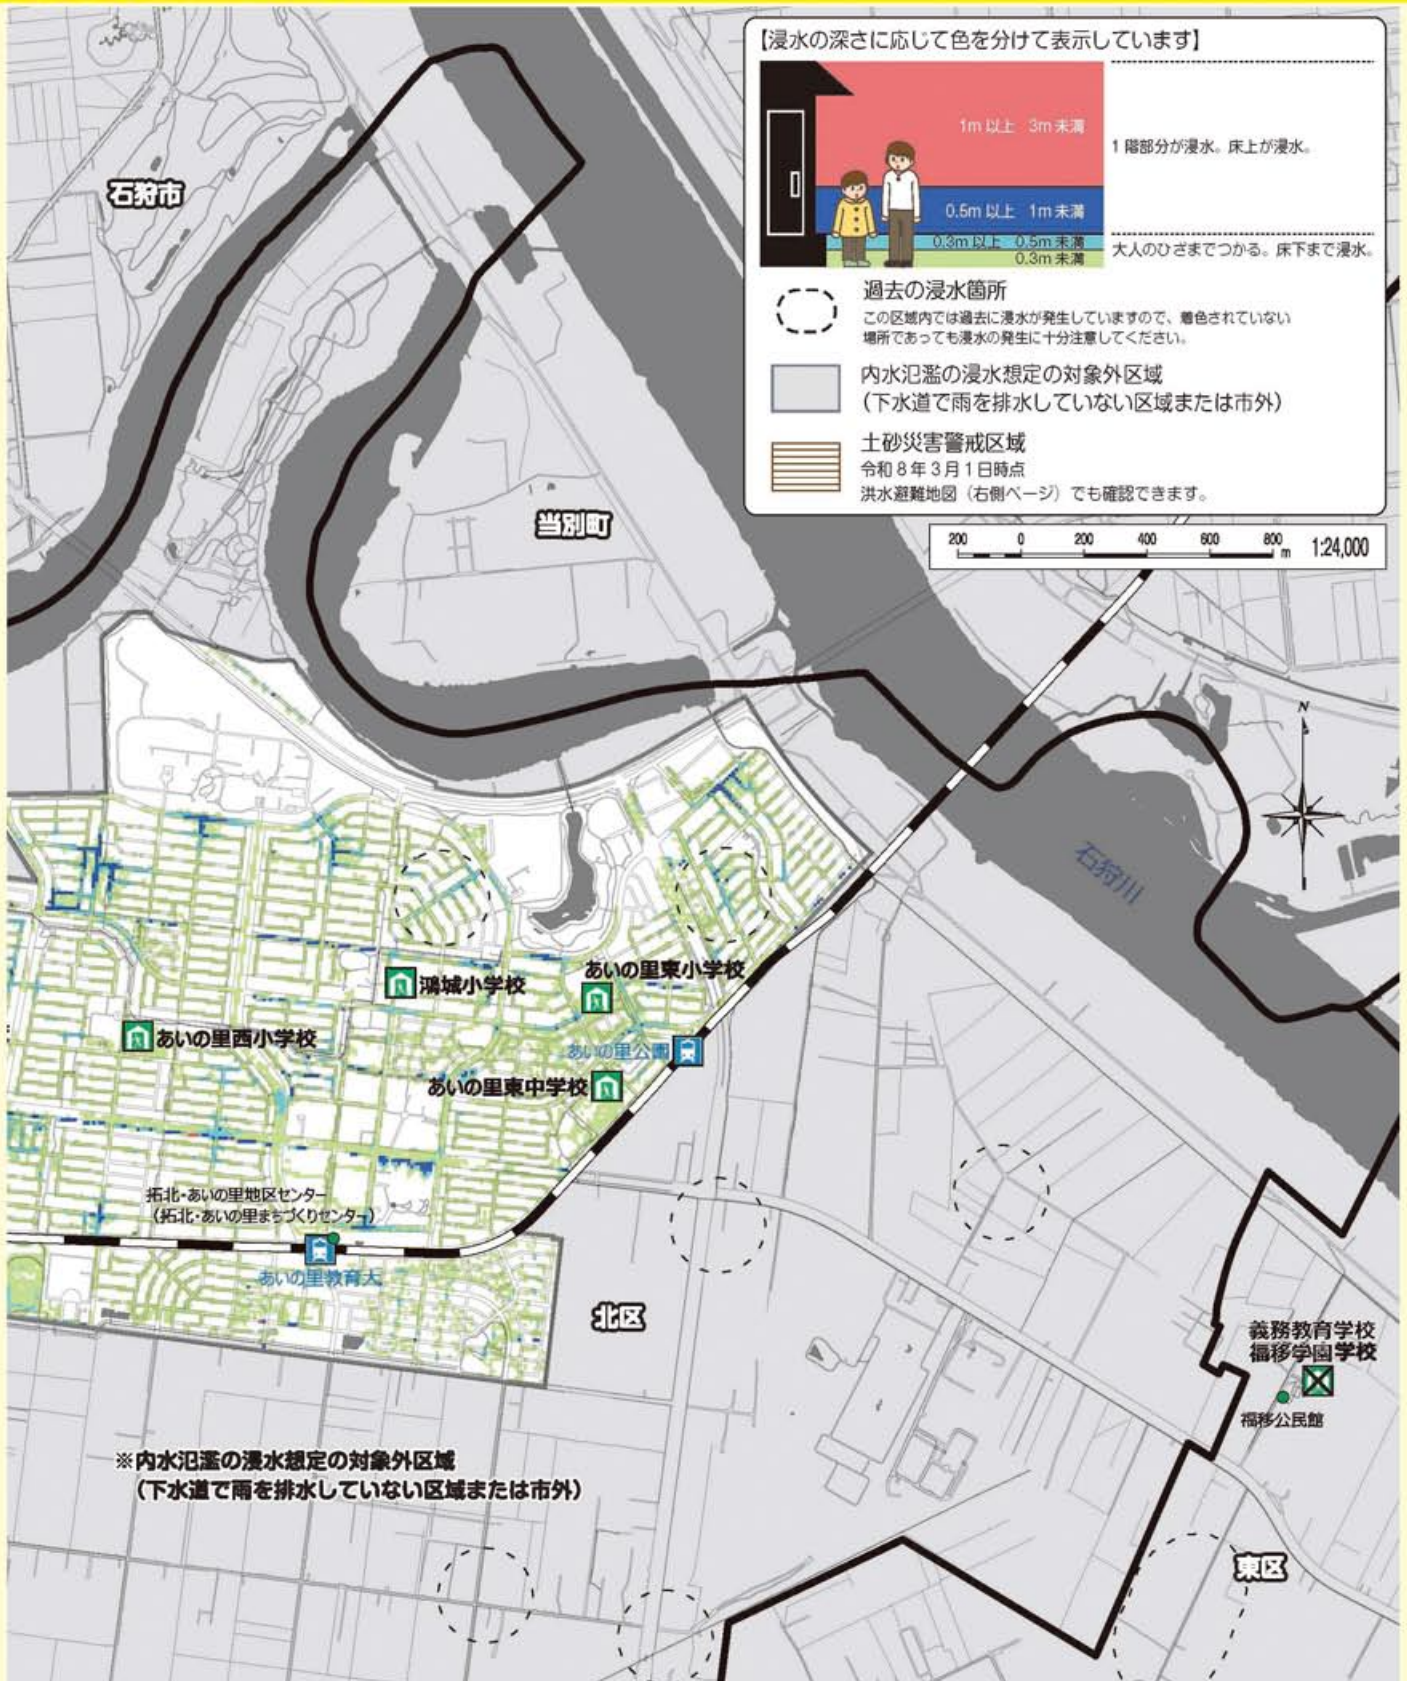 【浸水の深さに応じて色を分けて表示しています】
1m 以上 3m 未満
1 階部分が浸水。床上が浸水。
0.5m 以上 1m 未満
0.3m 以上 0.5m 未満
大人のひざまでつかる。床下まで浸水。
0.3m 未満
過去の浸水箇所
この区域内では過去に浸水が発生していますので、着色されていない
場所であっても浸水の発生に十分注意してください。
内水氾濫の浸水想定の対象外区域
(下水道で雨を排水していない区域または市外)
土砂災害警戒区域
令和 8 年 3 月 1 日時点
洪水避難地図（右側ページ）でも確認できます。
200 0 200 400 600 800 m 1:24,000
石狩市
当別町
N
石狩川
あいの里東小学校
鴻城小学校
あいの里西小学校
あいの里公園
あいの里東中学校
拓北・あいの里地区センター
(拓北・あいの里まちづくりセンター)
あいの里教育大
北区
義務教育学校
福移学園学校
福移公民館
※内水氾濫の浸水想定の対象外区域
(下水道で雨を排水していない区域または市外)
東区